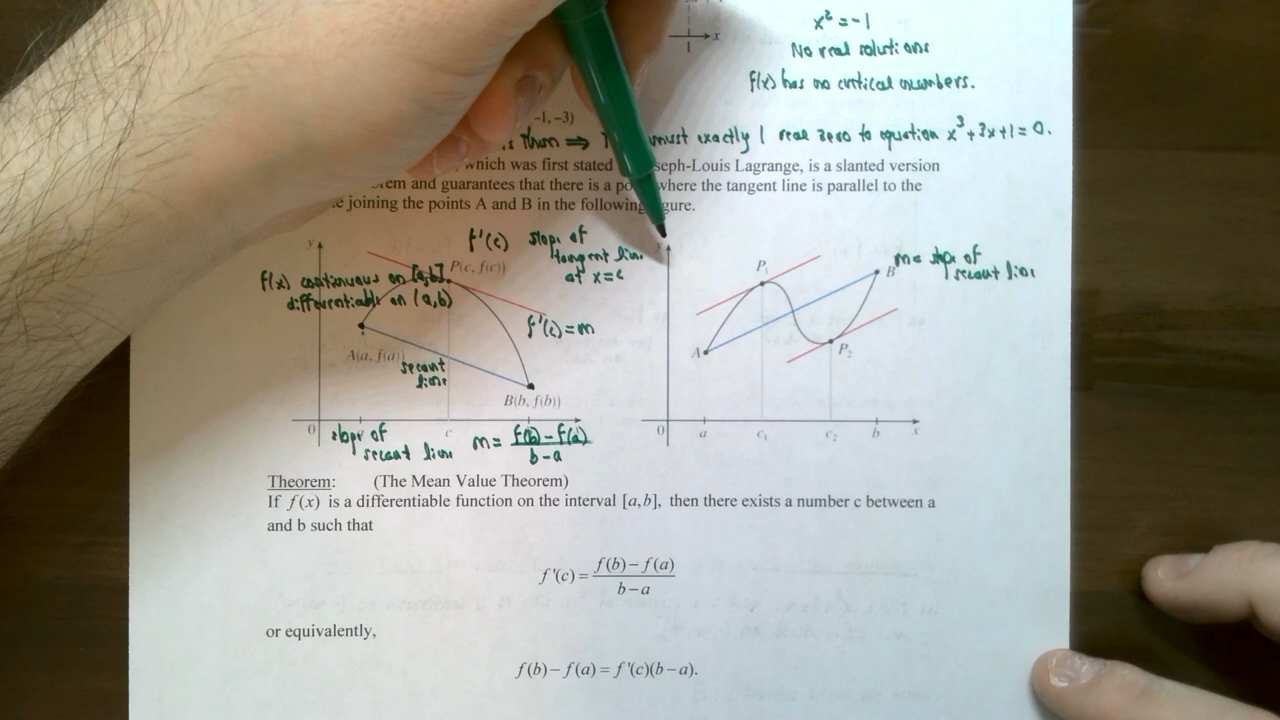 x² = -1
No real solutions
f(x) has no critical numbers.
-1, -3)
Thm ⇒ must exactly 1 real zero to equation x³+3x+1=0.
which was first stated seph-Louis Lagrange, is a slanted version
and guarantees that there is a where the tangent line is parallel to the
joining the points A and B in the following gure.
y f'(c) slope of tangent line at x=c
f(x) continuous on [a,b]
differentiable on (a,b)
P(c, f(c))
f'(c)=m
A(a, f(a))
secant line
B(b, f(b))
0 c x
slope of secant line m = f(b)-f(a) / b-a
y P₁ B m = slope of secant line
A P₂
0 a c₁ c₂ b x
Theorem: (The Mean Value Theorem)
If f(x) is a differentiable function on the interval [a,b], then there exists a number c between a
and b such that
f'(c) = f(b)-f(a) / b-a
or equivalently,
f(b)-f(a) = f'(c)(b-a).